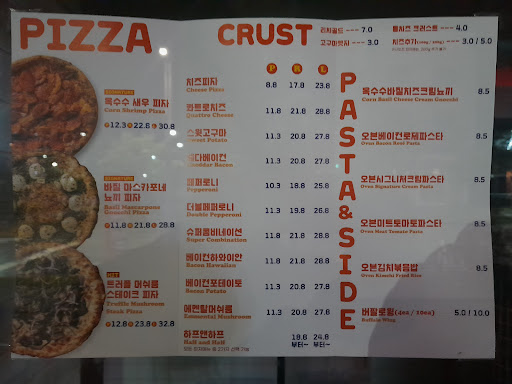 PIZZA
CRUST
리치골드 --- 7.0
고구마무스 --- 3.0
치즈 크러스트 --- 4.0
치즈추가 --- 3.0 / 5.0
P R L
치즈피자 8.8 17.8 23.8
Cheese Pizza
콰트로치즈 11.8 21.8 28.8
Quattro Cheese
스윗고구마 11.3 20.8 27.8
Sweet Potato
체다베이컨 11.3 20.8 27.8
Cheddar Bacon
페퍼로니 10.3 18.8 25.8
Pepperoni
더블페퍼로니 11.3 19.8 26.8
Double Pepperoni
슈퍼콤비네이션 11.3 21.8 28.8
Super Combination
베이컨하와이안 11.3 20.8 27.8
Bacon Hawaiian
베이컨포테이토 11.3 20.8 27.8
Bacon Potato
에멘탈머쉬룸 11.3 20.8 27.8
Emmental Mushroom
하프앤하프 18.8~ 24.8~
Half and Half
부터~ 부터~
옥수수 새우 피자
Corn Shrimp Pizza
P 12.3 R 22.8 L 30.8
바질 마스카포네
뇨끼 피자
Basil Mascarpone
Gnocchi Pizza
P 11.8 R 21.8 L 28.8
HIT
트러플 머쉬룸
스테이크 피자
Truffle Mushroom
Steak Pizza
P 12.8 R 23.8 L 32.8
PASTA&SIDE
옥수수바질치즈크림뇨끼 8.5
Corn Basil Cheese Cream Gnocchi
오븐베이컨로제파스타 8.5
Oven Bacon Rosé Pasta
오븐시그니처크림파스타 8.5
Oven Signature Cream Pasta
오븐미트토마토파스타 8.5
Oven Meat Tomato Pasta
오븐김치볶음밥 8.5
Oven Kimchi Fried Rice
버팔로윙(4ea / 10ea) 5.0 / 10.0
Buffalo Wing